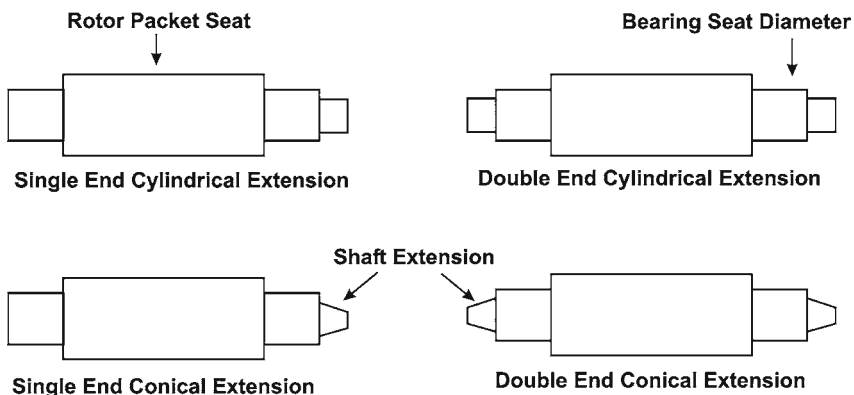 Rotor Packet Seat
Bearing Seat Diameter
Single End Cylindrical Extension
Double End Cylindrical Extension
Shaft Extension
Single End Conical Extension
Double End Conical Extension